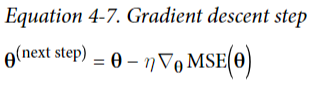 Equation 4-7. Gradient descent step
θ(next step) = θ – η∇θ MSE(θ)